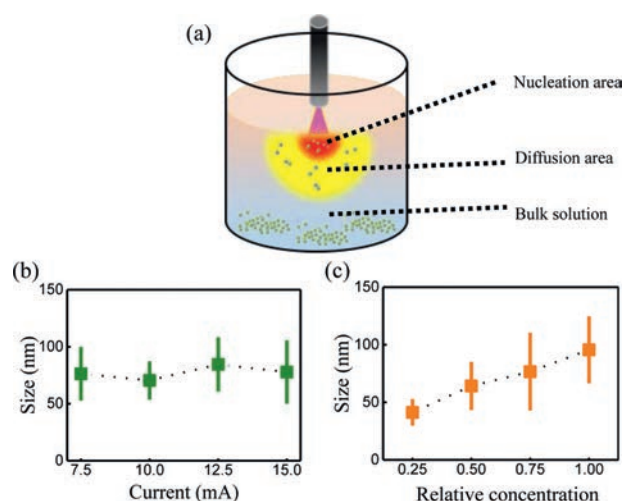 (a)
Nucleation area
Diffusion area
Bulk solution
(b)
150
100
50
0
Size (nm)
7.5 10.0 12.5 15.0
Current (mA)
(c)
150
100
50
0
Size (nm)
0.25 0.50 0.75 1.00
Relative concentration